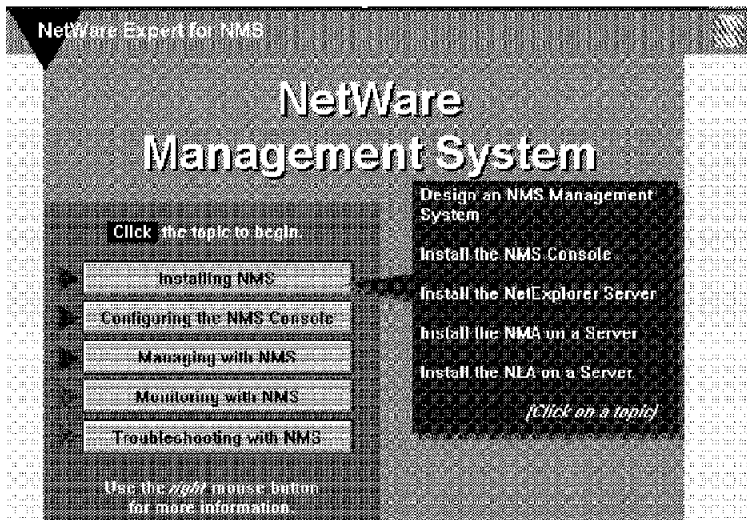 NetWare Expert for NMS
NetWare
Management System
Click the topic to begin.
Installing NMS
Configuring the NMS Console
Managing with NMS
Monitoring with NMS
Troubleshooting with NMS
Use the right mouse button
for more information.
Design an NMS Management
System
Install the NMS Console
Install the NetExplorer Server
Install the NMA on a Server
Install the NLA on a Server
(Click on a topic)